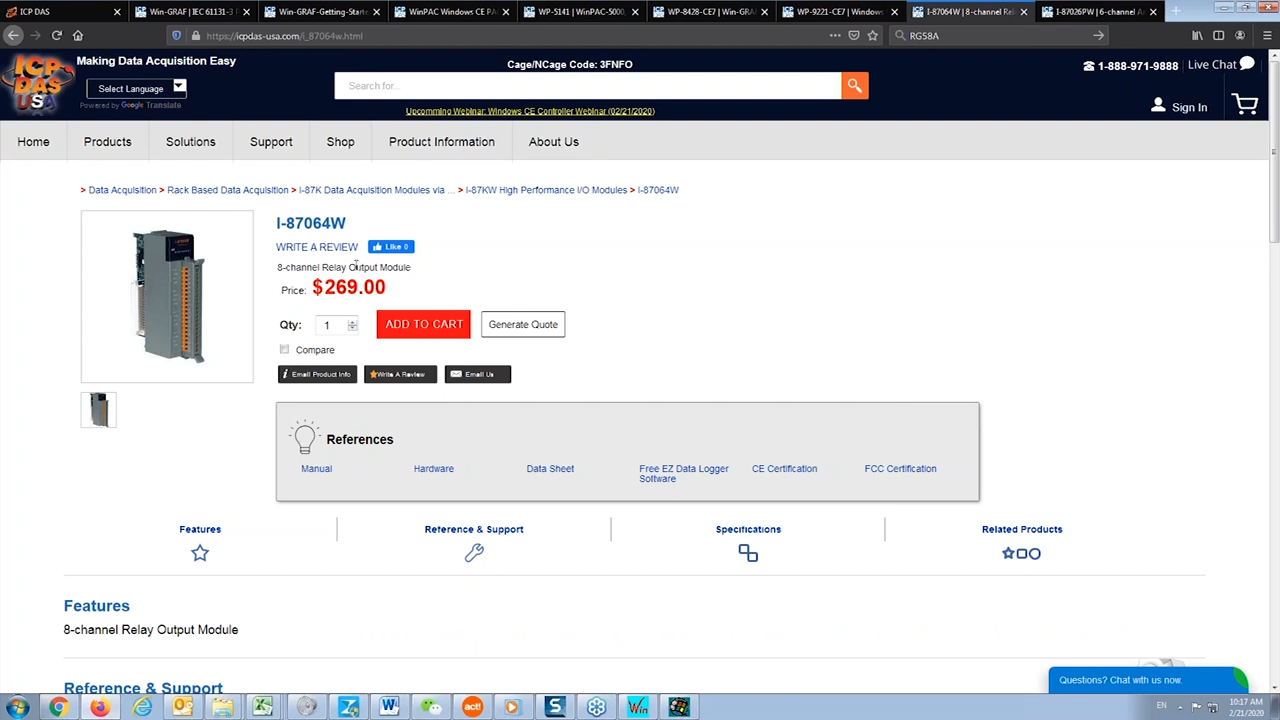 ICP DAS
Win-GRAF | IEC 61131-3
Win-GRAF-Getting-Starte
WinPAC Windows CE PA
WP-5141, | WinPAC-5000,
WP-8428-CE7 | Win-GRA
WP-9221-CE7 | Windows
I-87064W | 8-channel Re
I-87026PW | 6-channel A
https://icpdas-usa.com/i_87064w.html
RG58A
ICP DAS USA
Making Data Acquisition Easy
Select Language
Powered by Google Translate
Cage/NCage Code: 3FNFO
Search for...
Upcomming Webinar: Windows CE Controller Webinar (02/21/2020)
1-888-971-9888 Live Chat
Sign In
Home Products Solutions Support Shop Product Information About Us
> Data Acquisition > Rack Based Data Acquisition > I-87K Data Acquisition Modules via ... > I-87KW High Performance I/O Modules > I-87064W
I-87064W
WRITE A REVIEW Like 0
8-channel Relay Output Module
Price: $269.00
Qty: 1 ADD TO CART Generate Quote
Compare
Email Product Info Write A Review Email Us
References
Manual Hardware Data Sheet Free EZ Data Logger Software CE Certification FCC Certification
Features Reference & Support Specifications Related Products
Features
8-channel Relay Output Module
Reference & Support
Questions? Chat with us now.
act!
EN
10:17 AM
2/21/2020